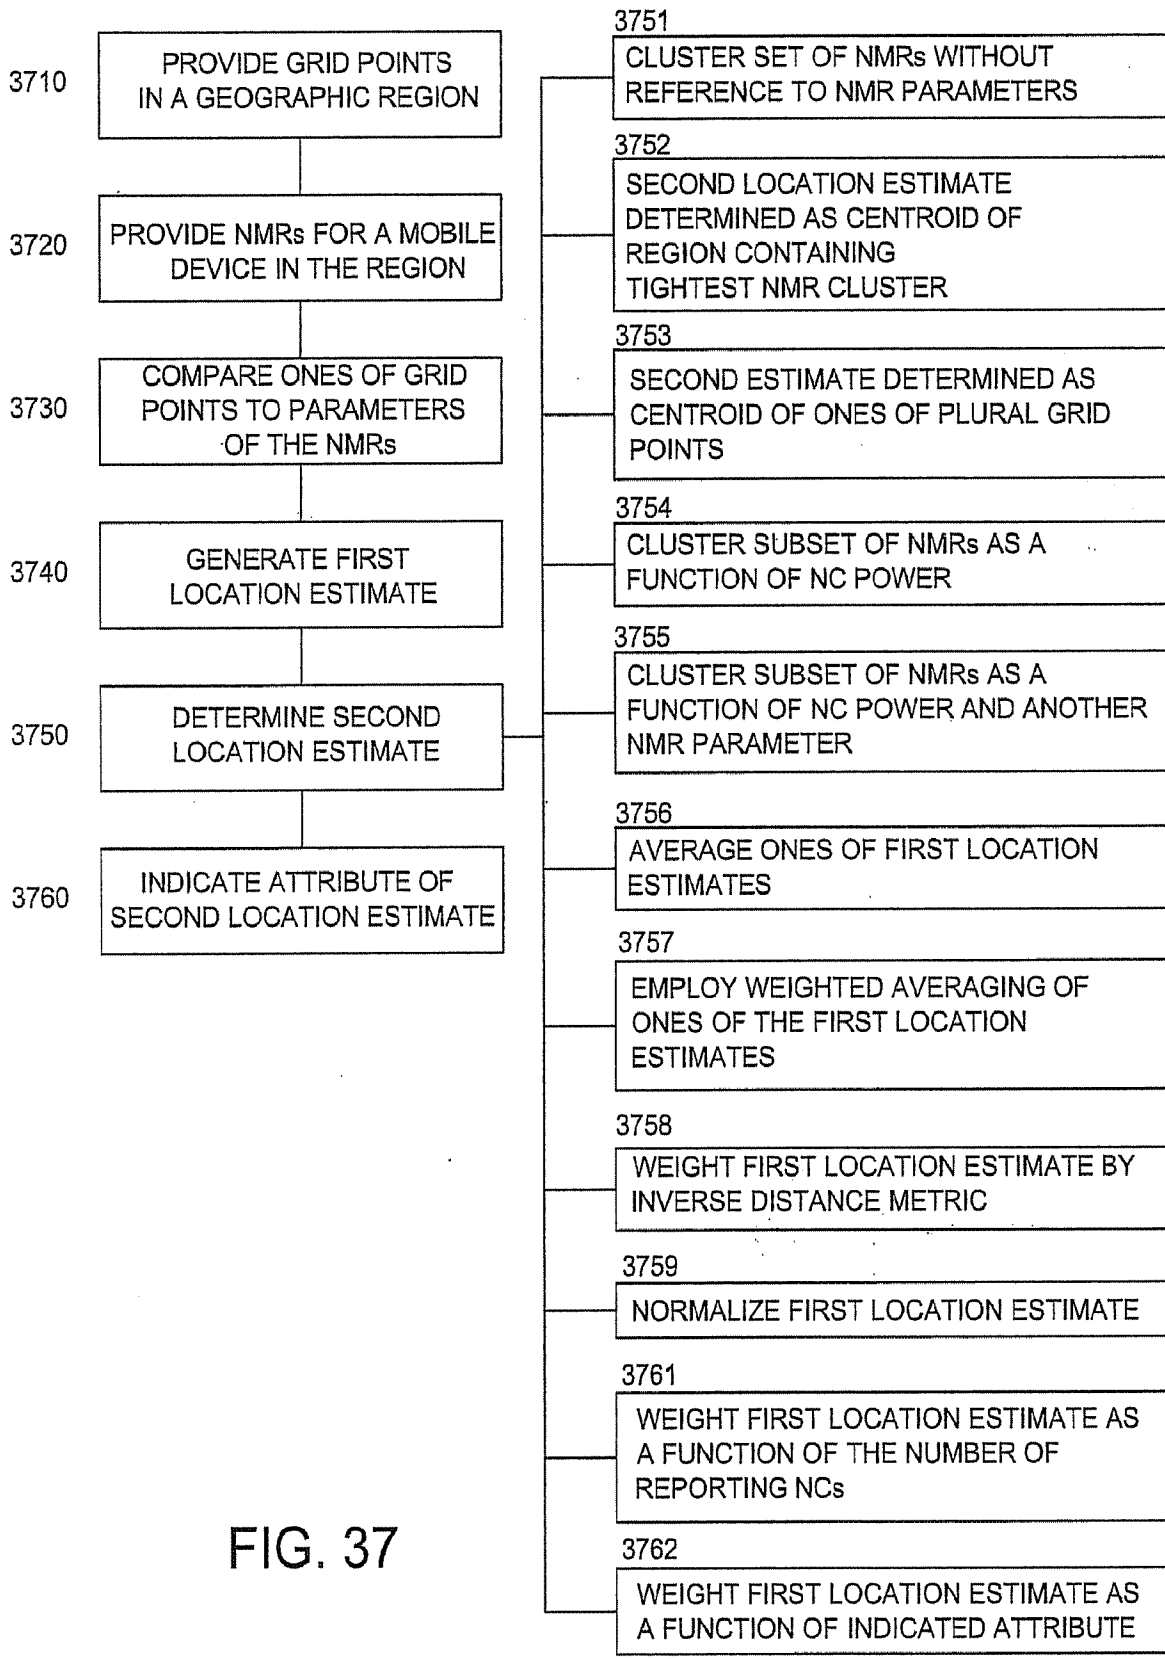 3710
PROVIDE GRID POINTS
IN A GEOGRAPHIC REGION
3720
PROVIDE NMRs FOR A MOBILE
DEVICE IN THE REGION
3730
COMPARE ONES OF GRID
POINTS TO PARAMETERS
OF THE NMRs
3740
GENERATE FIRST
LOCATION ESTIMATE
3750
DETERMINE SECOND
LOCATION ESTIMATE
3760
INDICATE ATTRIBUTE OF
SECOND LOCATION ESTIMATE
3751
CLUSTER SET OF NMRs WITHOUT
REFERENCE TO NMR PARAMETERS
3752
SECOND LOCATION ESTIMATE
DETERMINED AS CENTROID OF
REGION CONTAINING
TIGHTEST NMR CLUSTER
3753
SECOND ESTIMATE DETERMINED AS
CENTROID OF ONES OF PLURAL GRID
POINTS
3754
CLUSTER SUBSET OF NMRs AS A
FUNCTION OF NC POWER
3755
CLUSTER SUBSET OF NMRs AS A
FUNCTION OF NC POWER AND ANOTHER
NMR PARAMETER
3756
AVERAGE ONES OF FIRST LOCATION
ESTIMATES
3757
EMPLOY WEIGHTED AVERAGING OF
ONES OF THE FIRST LOCATION
ESTIMATES
3758
WEIGHT FIRST LOCATION ESTIMATE BY
INVERSE DISTANCE METRIC
3759
NORMALIZE FIRST LOCATION ESTIMATE
3761
WEIGHT FIRST LOCATION ESTIMATE AS
A FUNCTION OF THE NUMBER OF
REPORTING NCs
3762
WEIGHT FIRST LOCATION ESTIMATE AS
A FUNCTION OF INDICATED ATTRIBUTE
FIG. 37